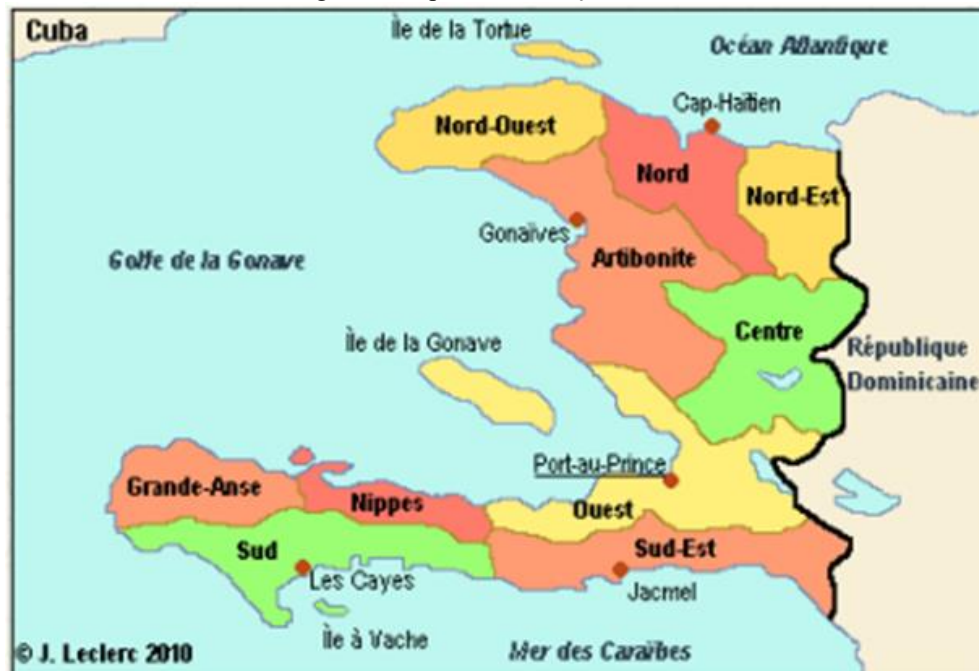 Cuba
Île de la Tortue
Océan Atlantique
Cap-Haïtien
Nord-Ouest
Nord
Nord-Est
Gonaïves
Golfe de la Gonave
Artibonite
Centre
Île de la Gonave
République
Dominicaine
Port-au-Prince
Grande-Anse
Nippes
Ouest
Sud
Sud-Est
Les Cayes
Jacmel
Île à Vache
Mer des Caraïbes
© J. Leclerc 2010